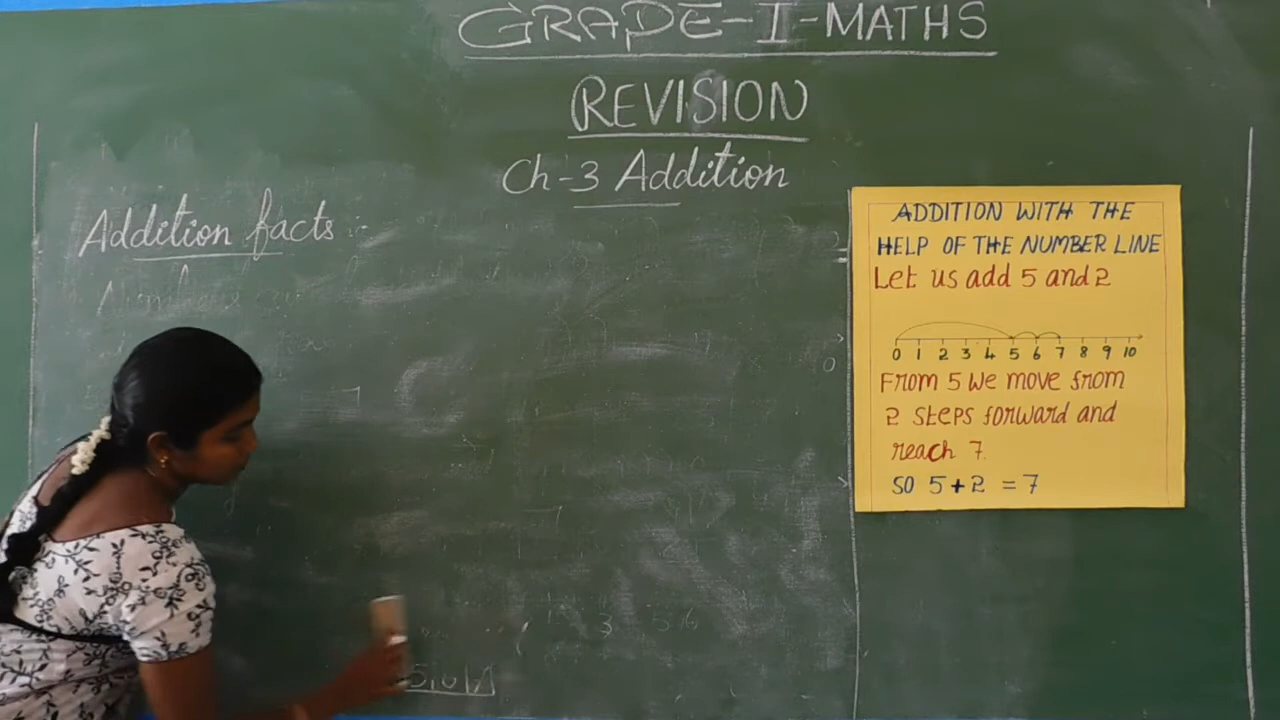 GRADE-I-MATHS
REVISION
Ch-3 Addition
Addition facts :-
ADDITION WITH THE
HELP OF THE NUMBER LINE
Let us add 5 and 2
0 1 2 3 4 5 6 7 8 9 10
From 5 we move from
2 steps forward and
reach 7.
SO 5+2 =7